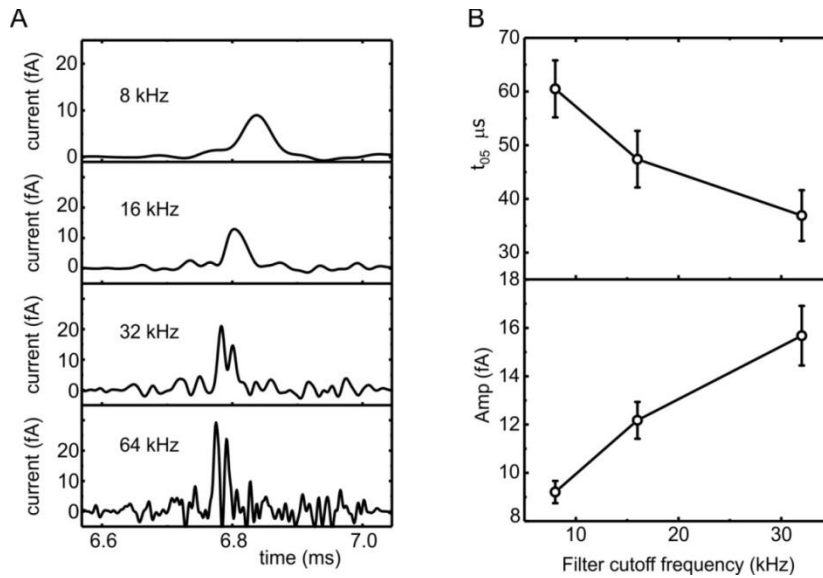 A
B
current (fA)
20
10
0
8 kHz
current (fA)
20
10
0
16 kHz
current (fA)
20
10
0
32 kHz
current (fA)
20
10
0
64 kHz
6.6
6.8
7.0
time (ms)
t05 μs
70
60
50
40
30
18
Amp (fA)
16
14
12
10
8
10
20
30
Filter cutoff frequency (kHz)